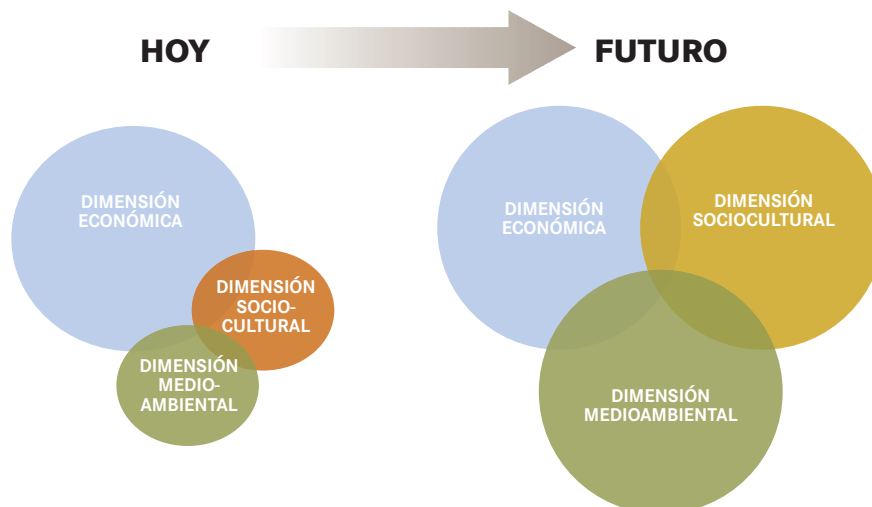 HOY
FUTURO
DIMENSIÓN
ECONÓMICA
DIMENSIÓN
SOCIO-
CULTURAL
DIMENSIÓN
MEDIO-
AMBIENTAL
DIMENSIÓN
ECONÓMICA
DIMENSIÓN
SOCIOCULTURAL
DIMENSIÓN
MEDIOAMBIENTAL